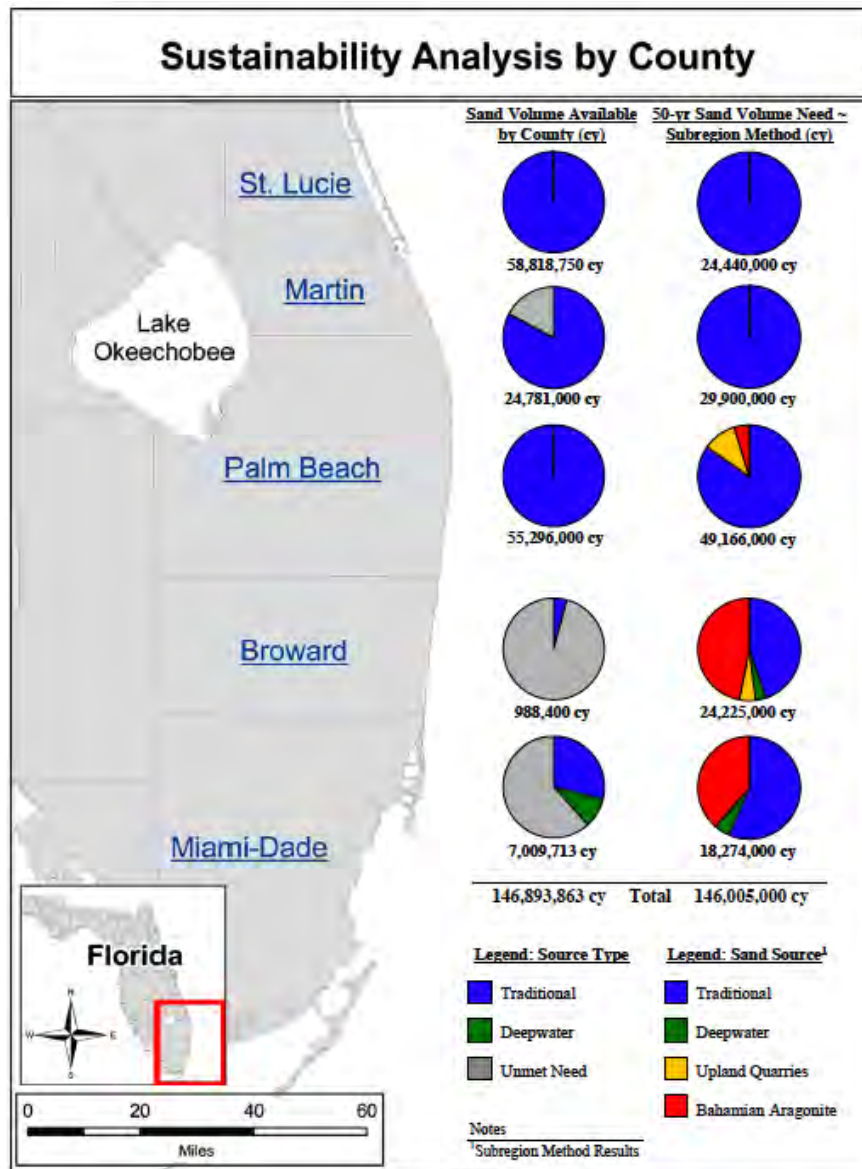 Sustainability Analysis by County
Sand Volume Available
by County (cy)
50-yr Sand Volume Need ~
Subregion Method (cy)
St. Lucie
58,818,750 cy
24,440,000 cy
Martin
Lake
Okeechobee
24,781,000 cy
29,900,000 cy
Palm Beach
55,296,000 cy
49,166,000 cy
Broward
988,400 cy
24,225,000 cy
Miami-Dade
7,009,713 cy
18,274,000 cy
146,893,863 cy Total 146,005,000 cy
Florida
N
W E
S
0 20 40 60
Miles
Legend: Source Type
Traditional
Deepwater
Unmet Need
Legend: Sand Source¹
Traditional
Deepwater
Upland Quarries
Bahamian Aragonite
Notes
¹Subregion Method Results